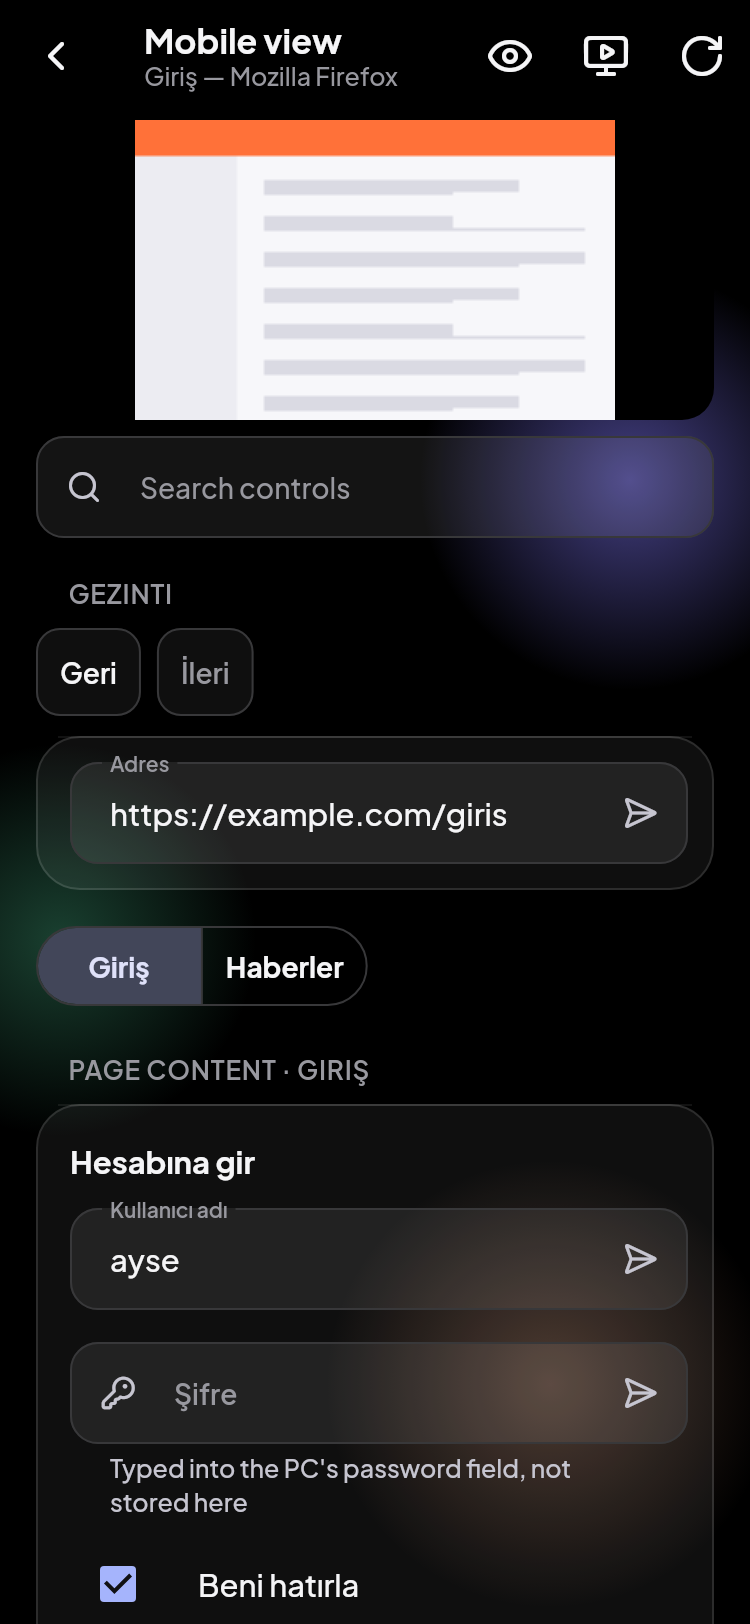 Mobile view
Giriş — Mozilla Firefox
Search controls
GEZINTI
Geri
İleri
Adres
https://example.com/giris
Giriş
Haberler
PAGE CONTENT · GIRIŞ
Hesabına gir
Kullanıcı adı
ayse
Şifre
Typed into the PC's password field, not
stored here
Beni hatırla